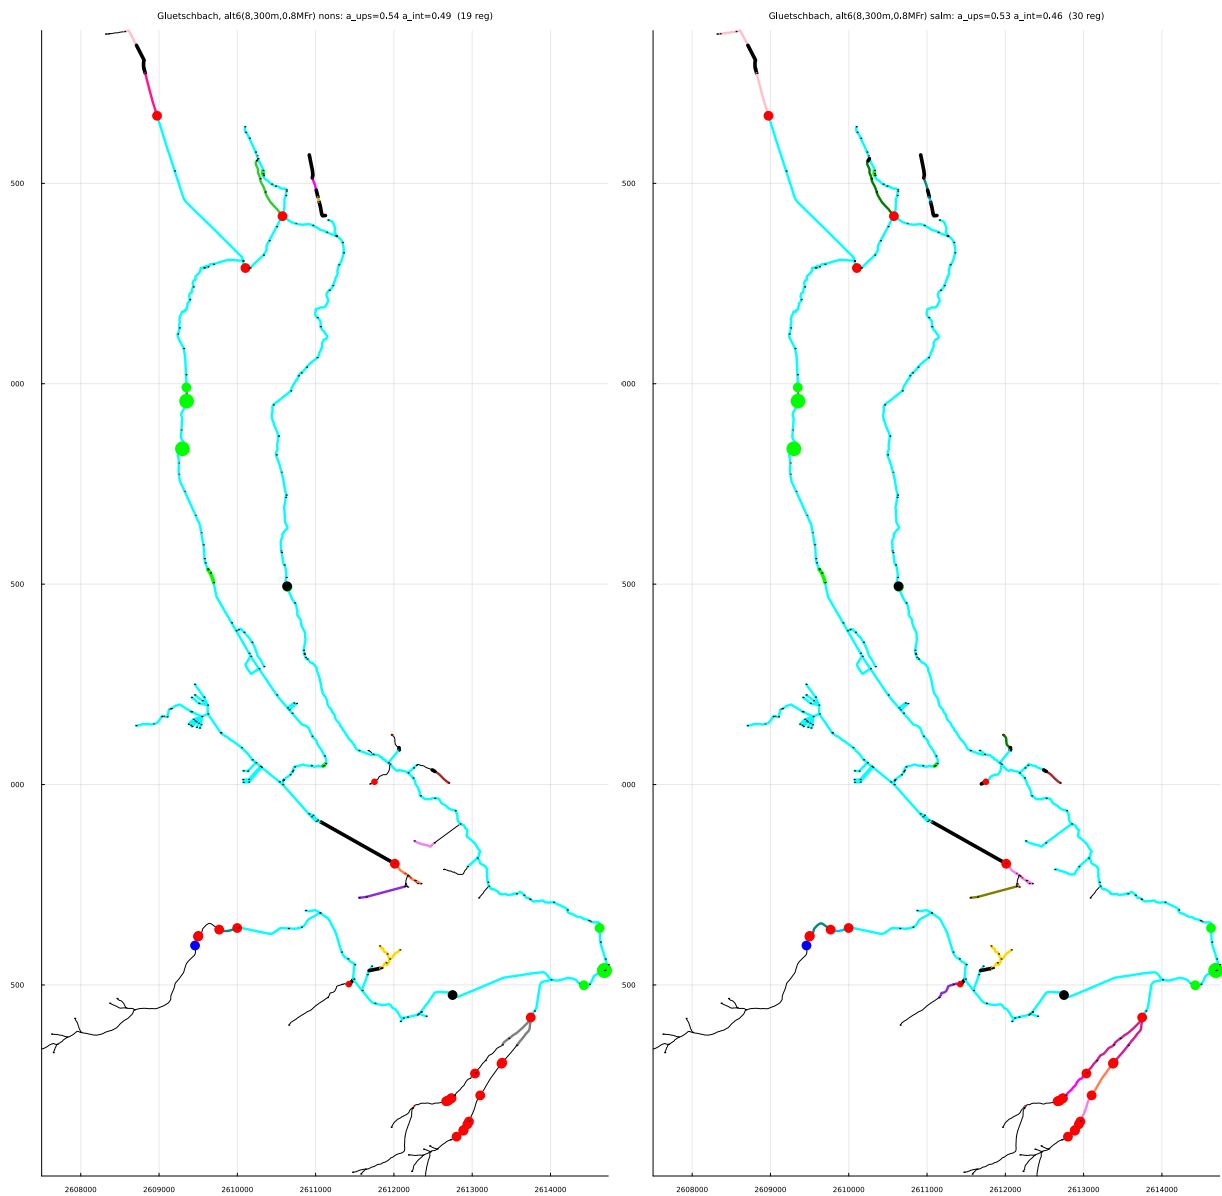 Gluetschbach, alt6(8,300m,0.8MFr) nons: a_ups=0.54 a_int=0.49 (19 reg)
500
000
500
000
500
2608000 2609000 2610000 2611000 2612000 2613000 2614000
Gluetschbach, alt6(8,300m,0.8MFr) salm: a_ups=0.53 a_int=0.46 (30 reg)
500
000
500
000
500
2608000 2609000 2610000 2611000 2612000 2613000 2614000